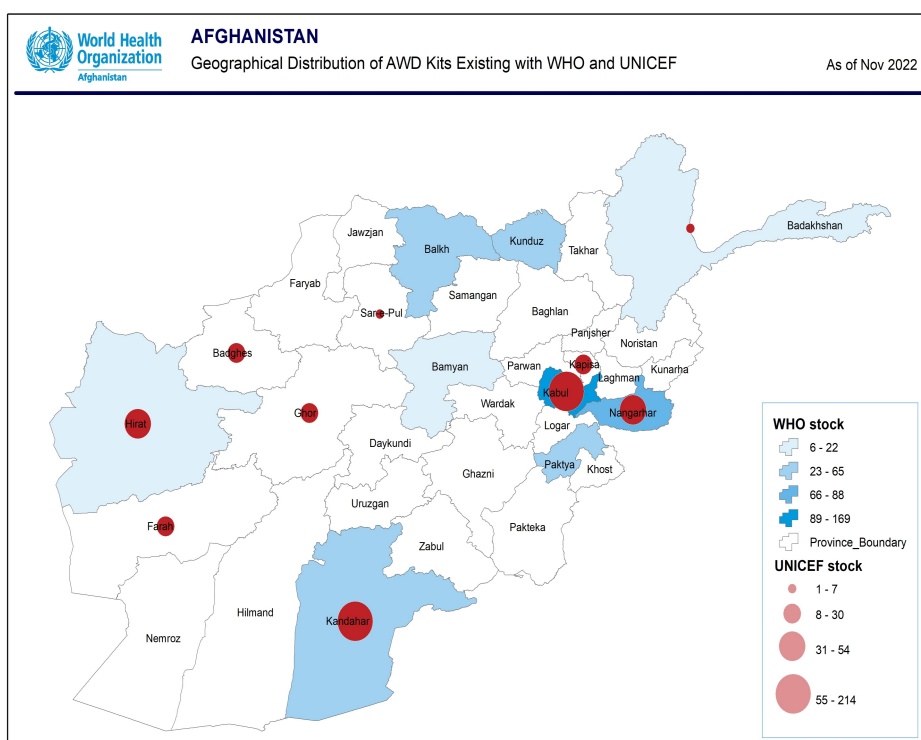 World Health
Organization
Afghanistan
AFGHANISTAN
Geographical Distribution of AWD Kits Existing with WHO and UNICEF
As of Nov 2022
Badakhshan
Jawzjan
Balkh
Kunduz
Takhar
Faryab
Samangan
Sar-e-Pul
Baghlan
Panjsher
Noristan
Badghes
Bamyan
Parwan
Kapisa
Laghman
Kunarha
Kabul
Wardak
Nangarhar
Hirat
Ghor
Logar
Daykundi
Paktya
Khost
Ghazni
Uruzgan
Farah
Pakteka
Zabul
Hilmand
Kandahar
Nemroz
WHO stock
6 - 22
23 - 65
66 - 88
89 - 169
Province_Boundary
UNICEF stock
1 - 7
8 - 30
31 - 54
55 - 214